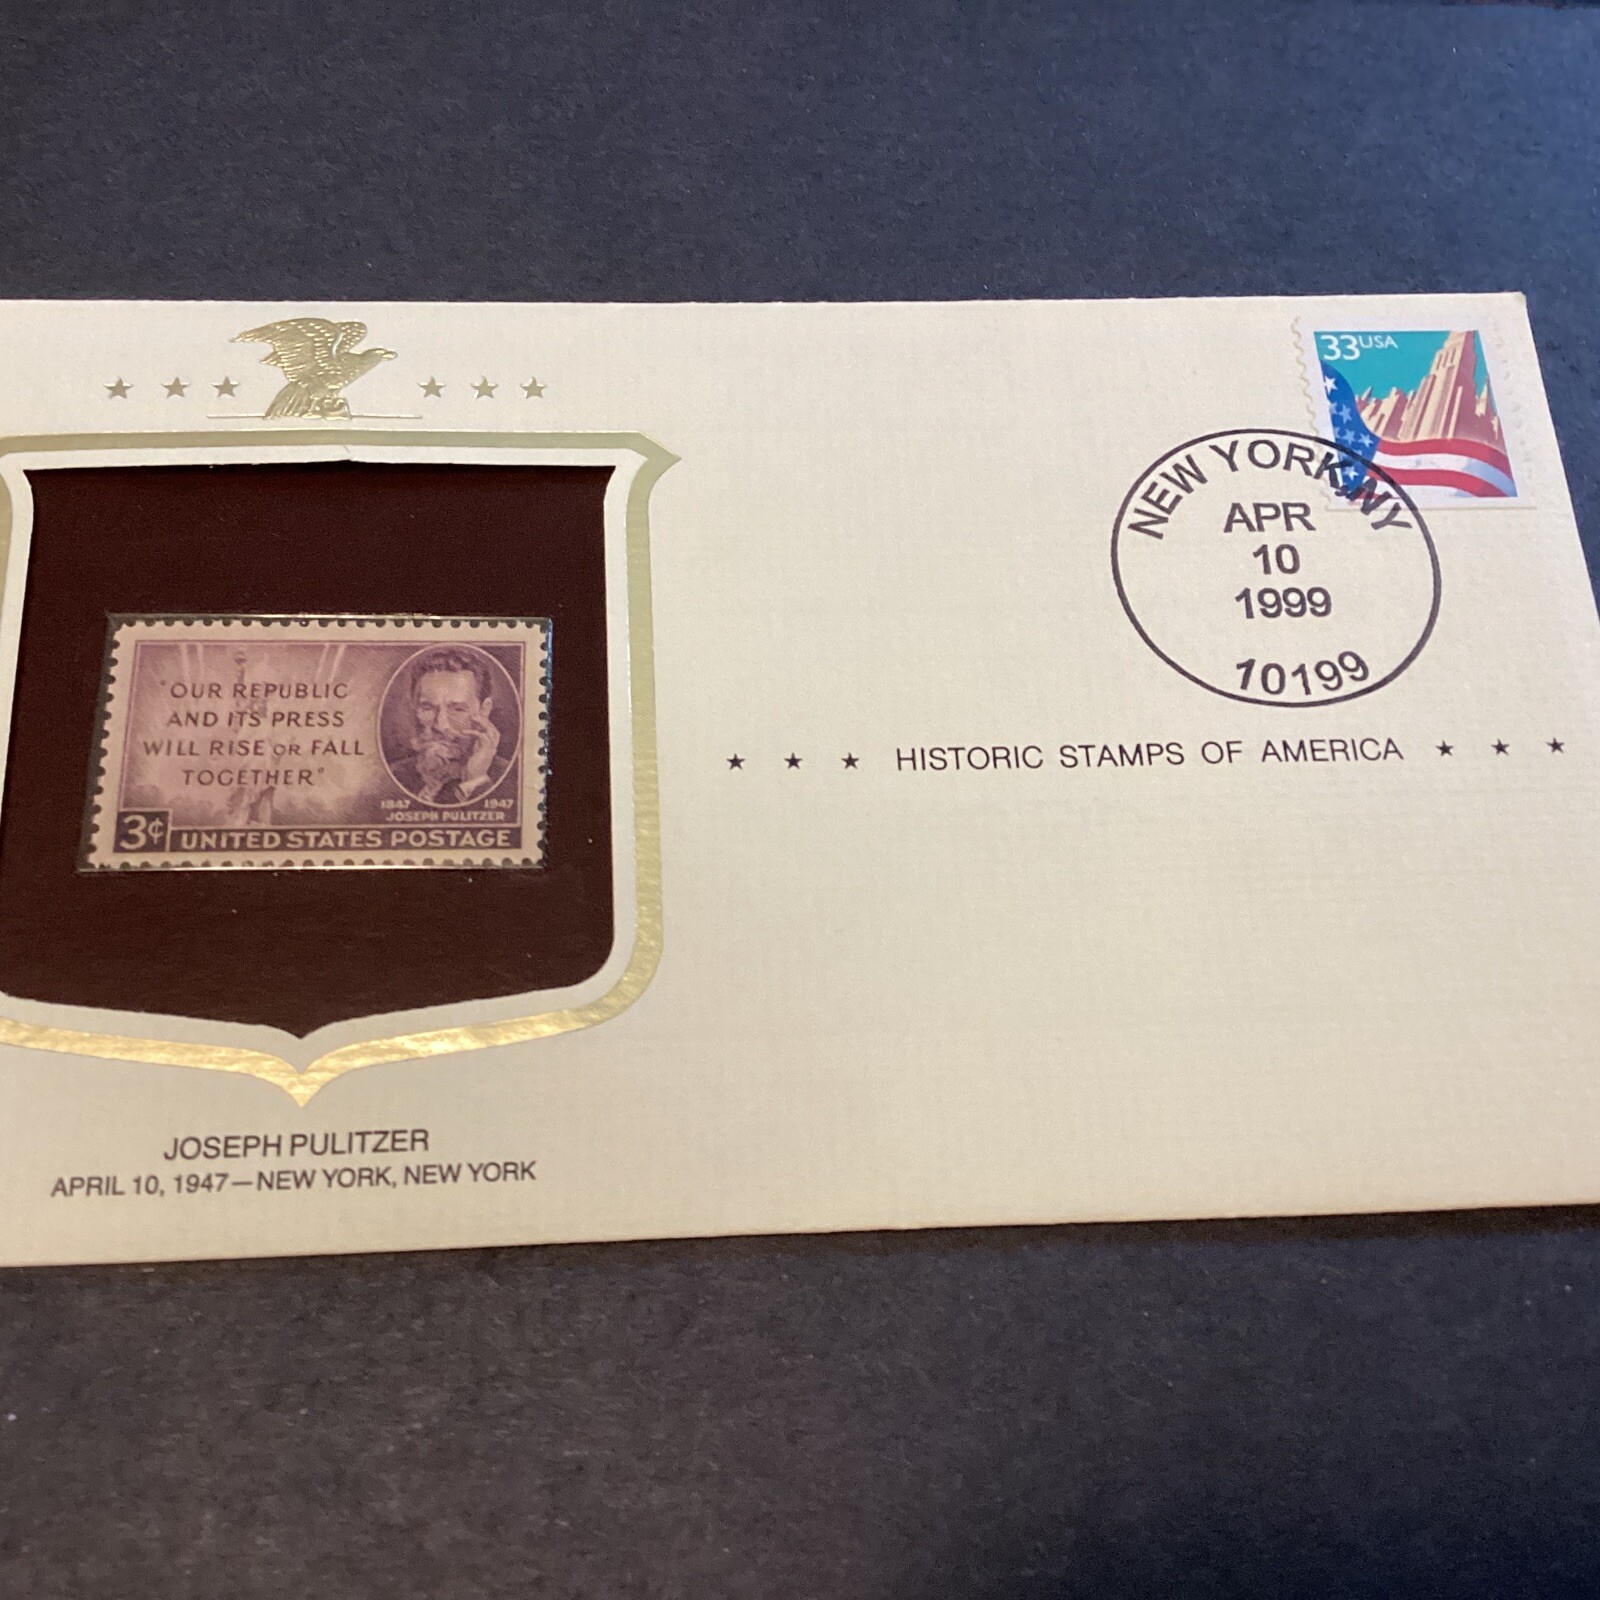 "OUR REPUBLIC
AND ITS PRESS
WILL RISE OR FALL
TOGETHER"
1847 1947
JOSEPH PULITZER
3¢ UNITED STATES POSTAGE
JOSEPH PULITZER
APRIL 10, 1947—NEW YORK, NEW YORK
33USA
NEW YORK, NY
APR
10
1999
10199
★ ★ ★ HISTORIC STAMPS OF AMERICA ★ ★ ★